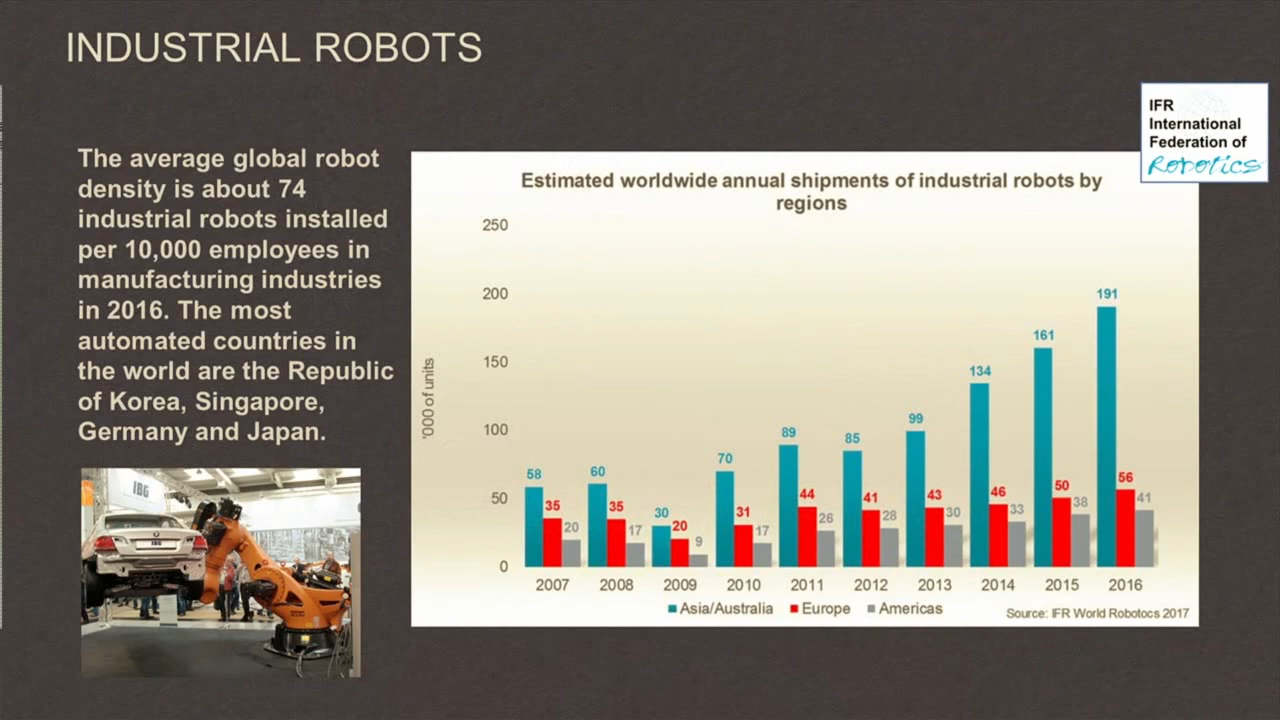 INDUSTRIAL ROBOTS
IFR
International
Federation of
Robotics
The average global robot
density is about 74
industrial robots installed
per 10,000 employees in
manufacturing industries
in 2016. The most
automated countries in
the world are the Republic
of Korea, Singapore,
Germany and Japan.
Estimated worldwide annual shipments of industrial robots by
regions
'000 of units
250
200
150
100
50
0
58 35 20
60 35 17
30 20 9
70 31 17
89 44 26
85 41 28
99 43 30
134 46 33
161 50 38
191 56 41
2007 2008 2009 2010 2011 2012 2013 2014 2015 2016
Asia/Australia Europe Americas
Source: IFR World Robotocs 2017
IBG
IBG